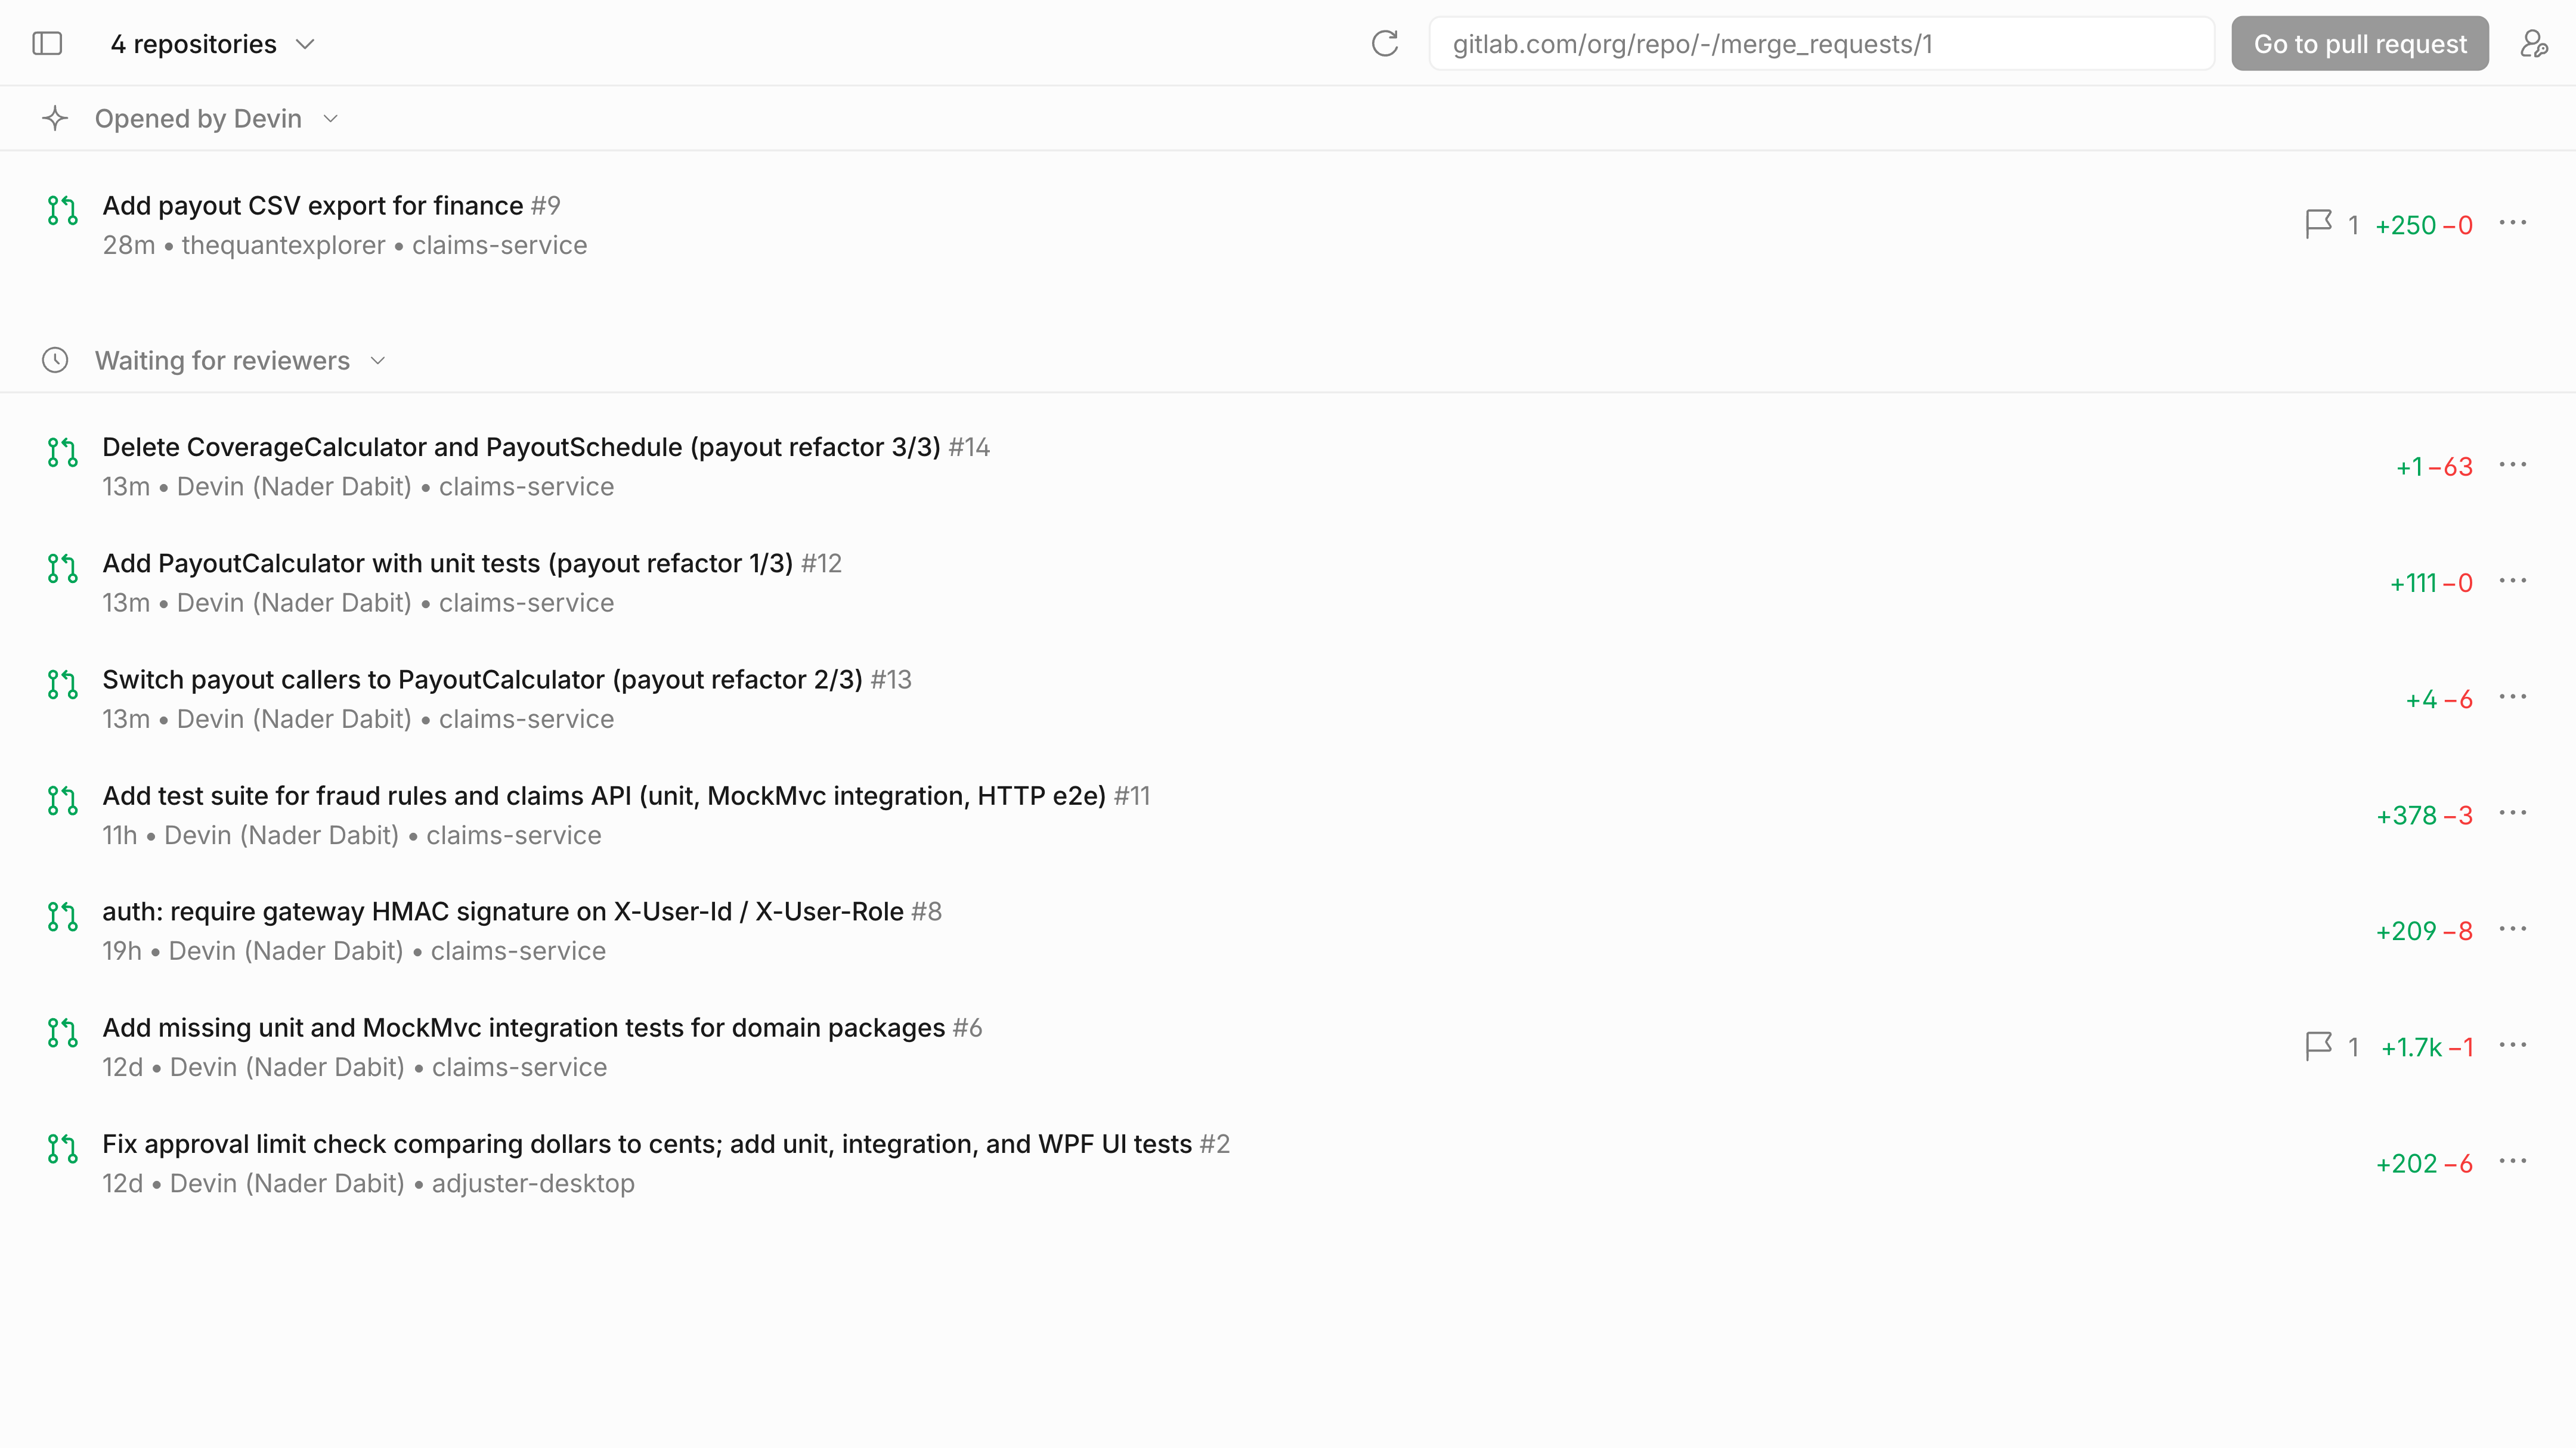 4 repositories
gitlab.com/org/repo/-/merge_requests/1
Go to pull request
Opened by Devin
Add payout CSV export for finance #9
28m • thequantexplorer • claims-service
1 +250 −0
Waiting for reviewers
Delete CoverageCalculator and PayoutSchedule (payout refactor 3/3) #14
13m • Devin (Nader Dabit) • claims-service
+1 −63
Add PayoutCalculator with unit tests (payout refactor 1/3) #12
13m • Devin (Nader Dabit) • claims-service
+111 −0
Switch payout callers to PayoutCalculator (payout refactor 2/3) #13
13m • Devin (Nader Dabit) • claims-service
+4 −6
Add test suite for fraud rules and claims API (unit, MockMvc integration, HTTP e2e) #11
11h • Devin (Nader Dabit) • claims-service
+378 −3
auth: require gateway HMAC signature on X-User-Id / X-User-Role #8
19h • Devin (Nader Dabit) • claims-service
+209 −8
Add missing unit and MockMvc integration tests for domain packages #6
12d • Devin (Nader Dabit) • claims-service
1 +1.7k −1
Fix approval limit check comparing dollars to cents; add unit, integration, and WPF UI tests #2
12d • Devin (Nader Dabit) • adjuster-desktop
+202 −6